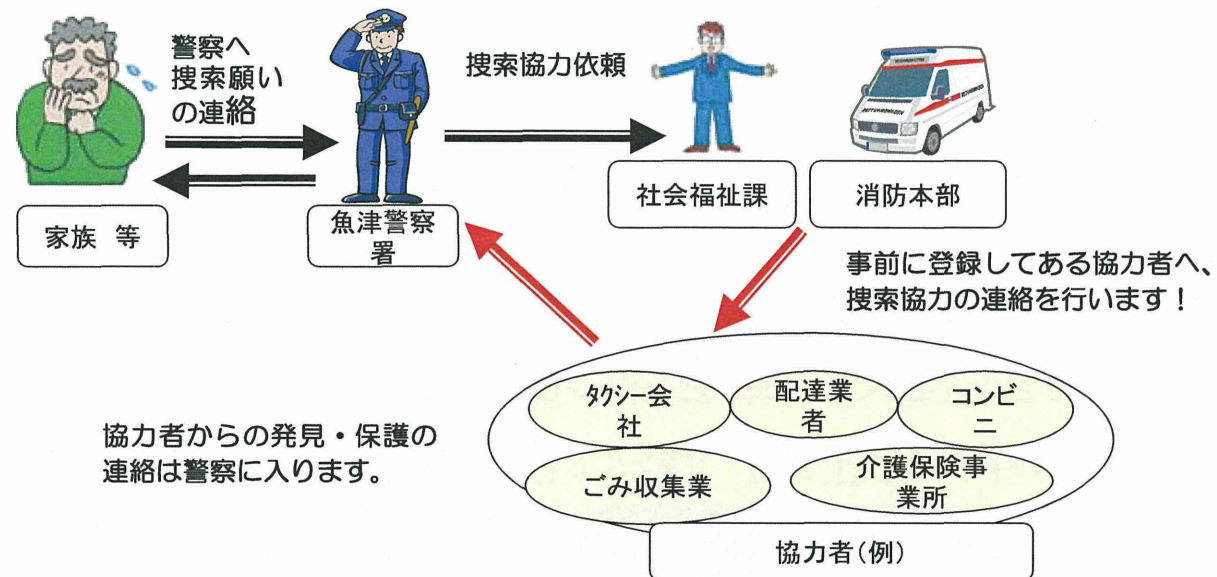 警察へ
捜索願い
の連絡
捜索協力依頼
家族 等
魚津警察
署
社会福祉課
消防本部
事前に登録してある協力者へ、
捜索協力の連絡を行います!
協力者からの発見・保護の
連絡は警察に入ります。
ﾀｸｼｰ会
社
配達業
者
コンビ
ニ
ごみ収集業
介護保険事
業所
協力者(例)